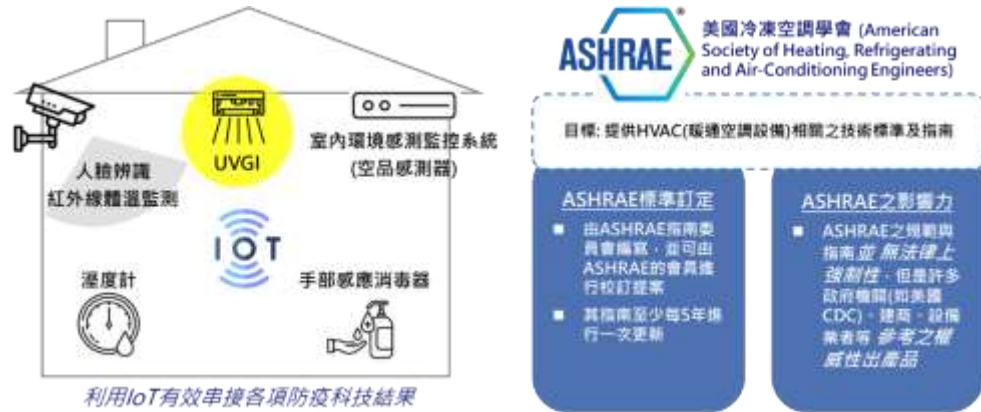 人臉辨識
紅外線體溫監測
UVGI
室內環境感測監控系統
(空品感測器)
IOT
溼度計
手部感應消毒器
利用IoT有效串接各項防疫科技結果
ASHRAE
美國冷凍空調學會 (American
Society of Heating, Refrigerating
and Air-Conditioning Engineers)
目標: 提供HVAC(暖通空調設備)相關之技術標準及指南
ASHRAE標準訂定
■ 由ASHRAE指南委
員會編寫，並可由
ASHRAE的會員進
行校訂提案
■ 其指南至少每5年進
行一次更新
ASHRAE之影響力
■ ASHRAE之規範與
指南並 無法律上
強制性，但是許多
政府機關(如美國
CDC)、建商、設備
業者等 參考之權
威性出產品